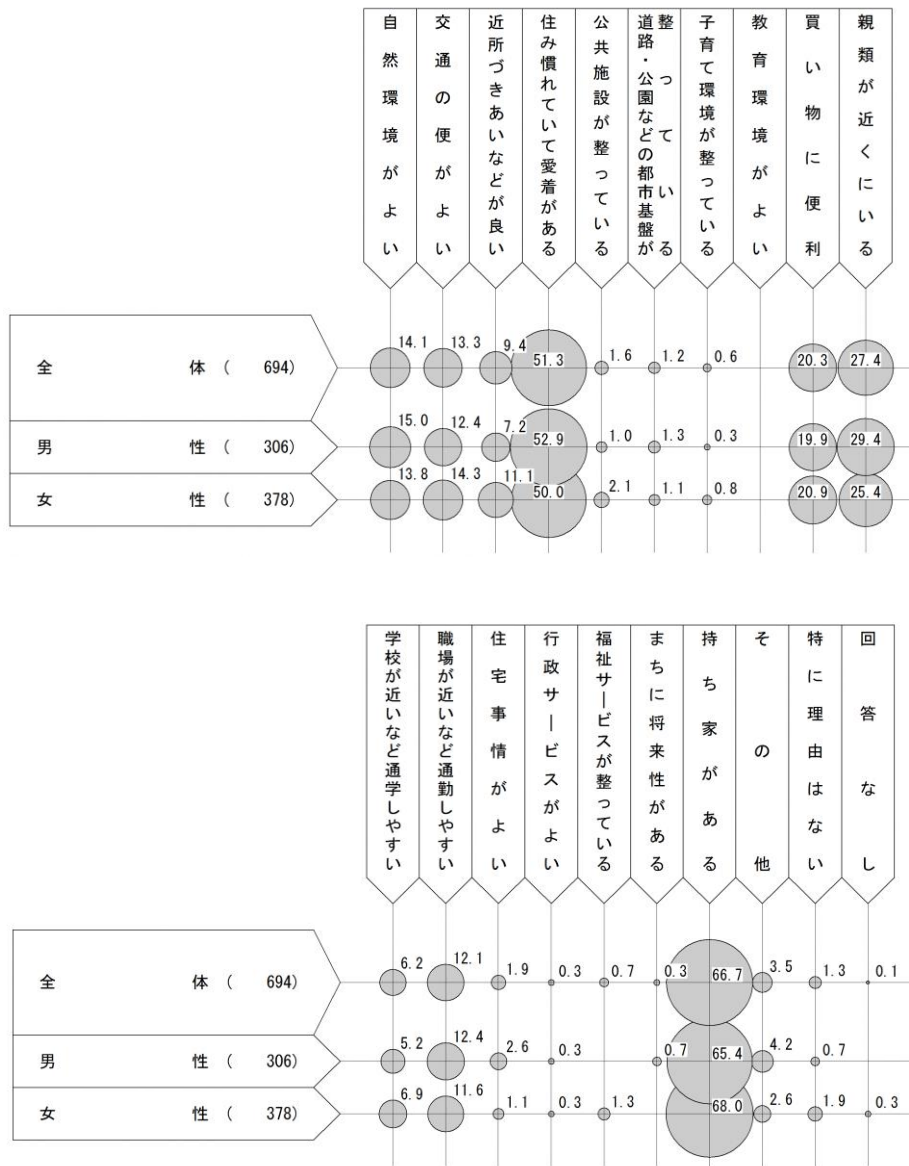 自然環境がよい
交通の便がよい
近所づきあいなどが良い
住み慣れていて愛着がある
公共施設が整っている
道路・公園などの都市基盤が
整っている
子育て環境が整っている
教育環境がよい
買い物に便利
親類が近くにいる
全体( 694) 14.1 13.3 9.4 51.3 1.6 1.2 0.6 20.3 27.4
男性( 306) 15.0 12.4 7.2 52.9 1.0 1.3 0.3 19.9 29.4
女性( 378) 13.8 14.3 11.1 50.0 2.1 1.1 0.8 20.9 25.4
学校が近いなど通学しやすい
職場が近いなど通勤しやすい
住宅事情がよい
行政サービスがよい
福祉サービスが整っている
まちに将来性がある
持ち家がある
その他
特に理由はない
回答なし
全体( 694) 6.2 12.1 1.9 0.3 0.7 0.3 66.7 3.5 1.3 0.1
男性( 306) 5.2 12.4 2.6 0.3 0.7 65.4 4.2 0.7
女性( 378) 6.9 11.6 1.1 0.3 1.3 68.0 2.6 1.9 0.3